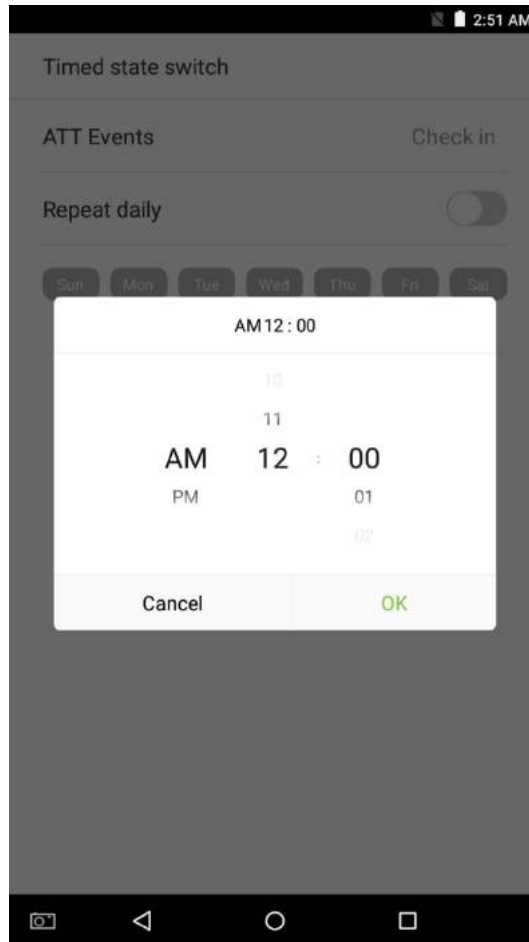 2:51 AM
Timed state switch
ATT Events Check in
Repeat daily
Sun Mon Tue Wed Thu Fri Sat
AM 12 : 00
10
11
AM 12 : 00
PM 01
02
Cancel OK